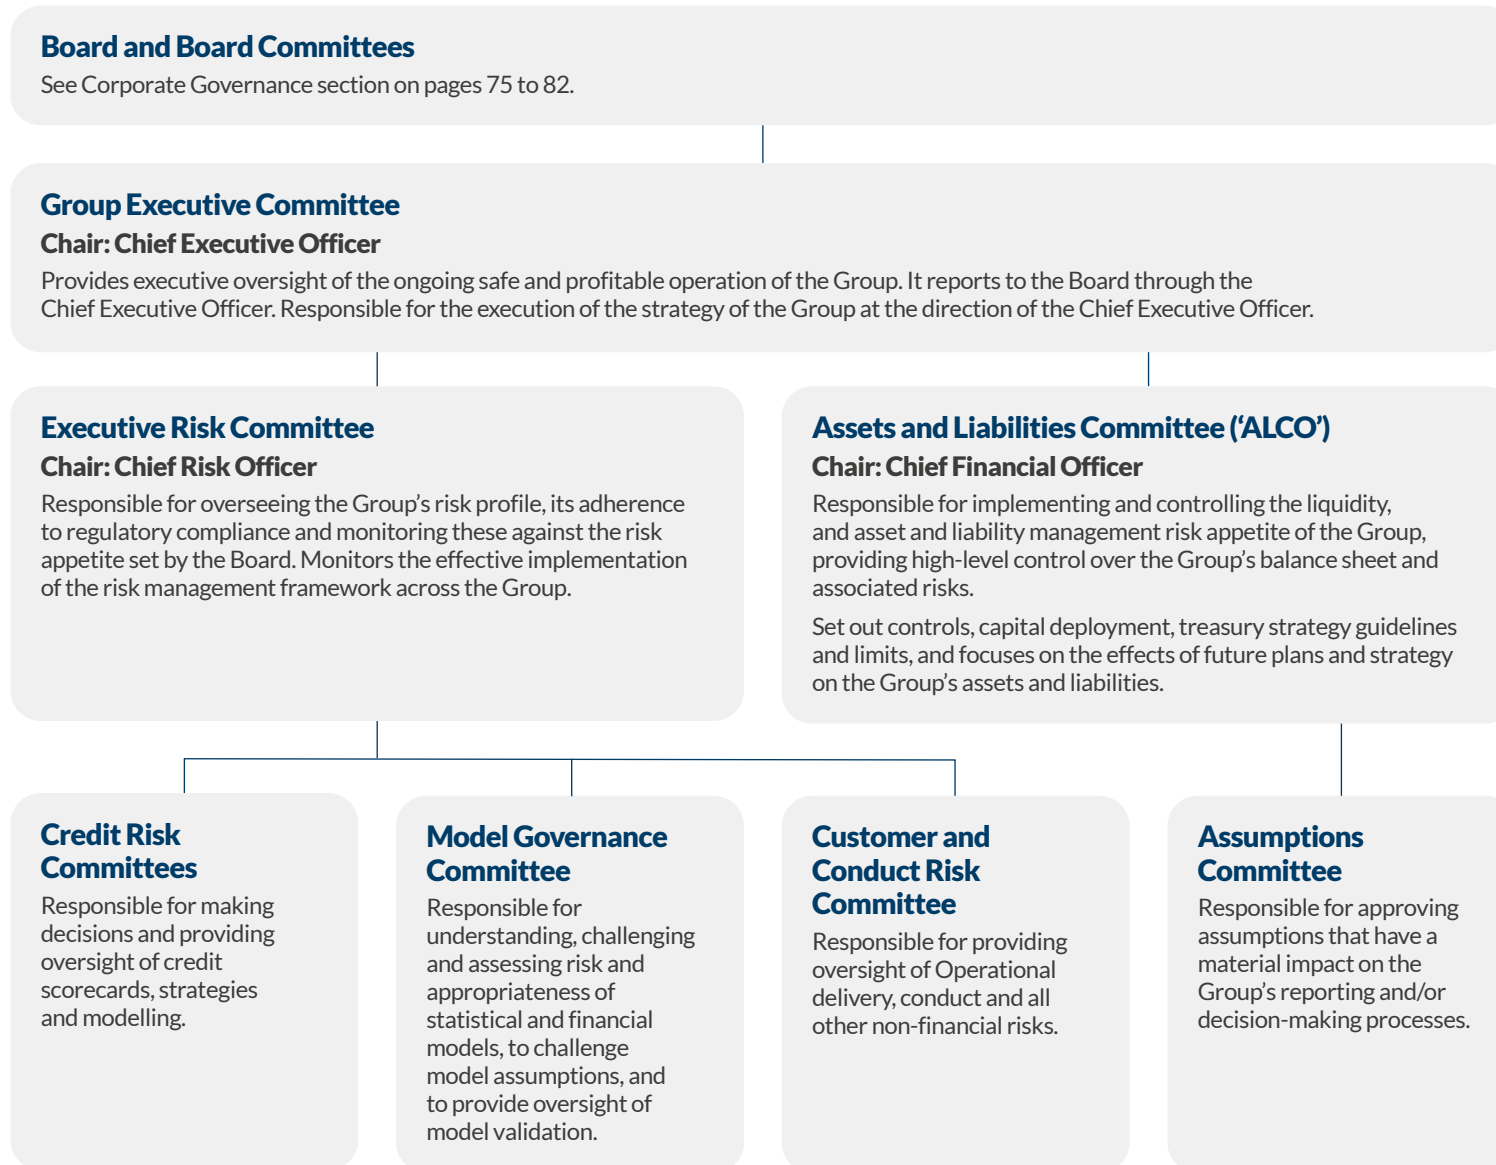 Board and Board Committees
See Corporate Governance section on pages 75 to 82.
Group Executive Committee
Chair: Chief Executive Officer
Provides executive oversight of the ongoing safe and profitable operation of the Group. It reports to the Board through the
Chief Executive Officer. Responsible for the execution of the strategy of the Group at the direction of the Chief Executive Officer.
Executive Risk Committee
Chair: Chief Risk Officer
Responsible for overseeing the Group’s risk profile, its adherence
to regulatory compliance and monitoring these against the risk
appetite set by the Board. Monitors the effective implementation
of the risk management framework across the Group.
Assets and Liabilities Committee (‘ALCO’)
Chair: Chief Financial Officer
Responsible for implementing and controlling the liquidity,
and asset and liability management risk appetite of the Group,
providing high-level control over the Group’s balance sheet and
associated risks.
Set out controls, capital deployment, treasury strategy guidelines
and limits, and focuses on the effects of future plans and strategy
on the Group’s assets and liabilities.
Credit Risk
Committees
Responsible for making
decisions and providing
oversight of credit
scorecards, strategies
and modelling.
Model Governance
Committee
Responsible for
understanding, challenging
and assessing risk and
appropriateness of
statistical and financial
models, to challenge
model assumptions, and
to provide oversight of
model validation.
Customer and
Conduct Risk
Committee
Responsible for providing
oversight of Operational
delivery, conduct and all
other non-financial risks.
Assumptions
Committee
Responsible for approving
assumptions that have a
material impact on the
Group’s reporting and/or
decision-making processes.